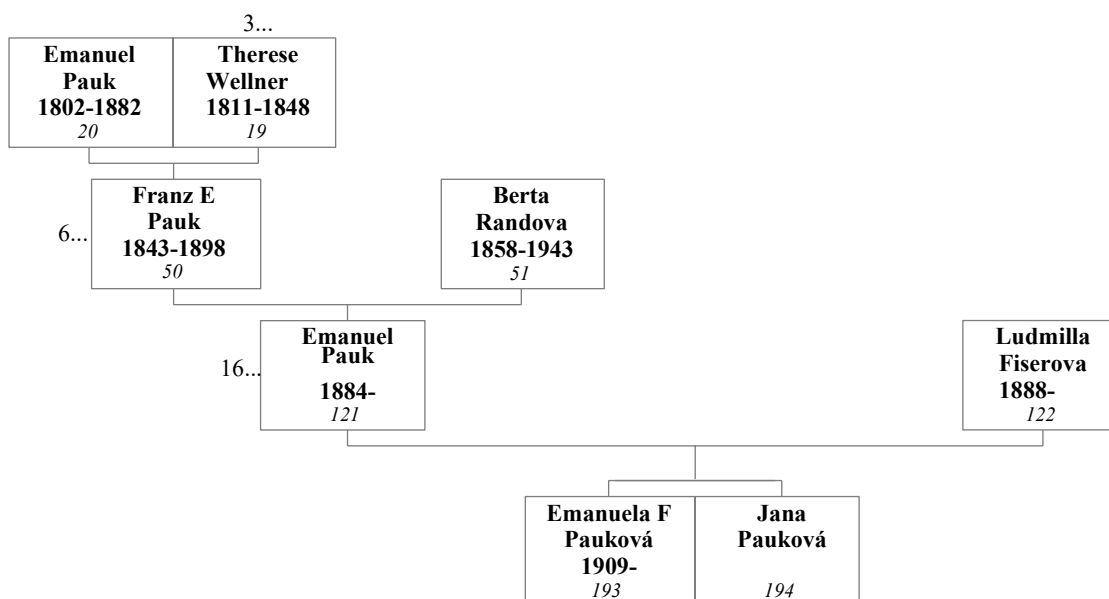 3...
Emanuel
Pauk
1802-1882
20
Therese
Wellner
1811-1848
19
6...
Franz E
Pauk
1843-1898
50
Berta
Randova
1858-1943
51
16...
Emanuel
Pauk
1884-
121
Ludmilla
Fiserova
1888-
122
Emanuela F
Pauková
1909-
193
Jana
Pauková
194